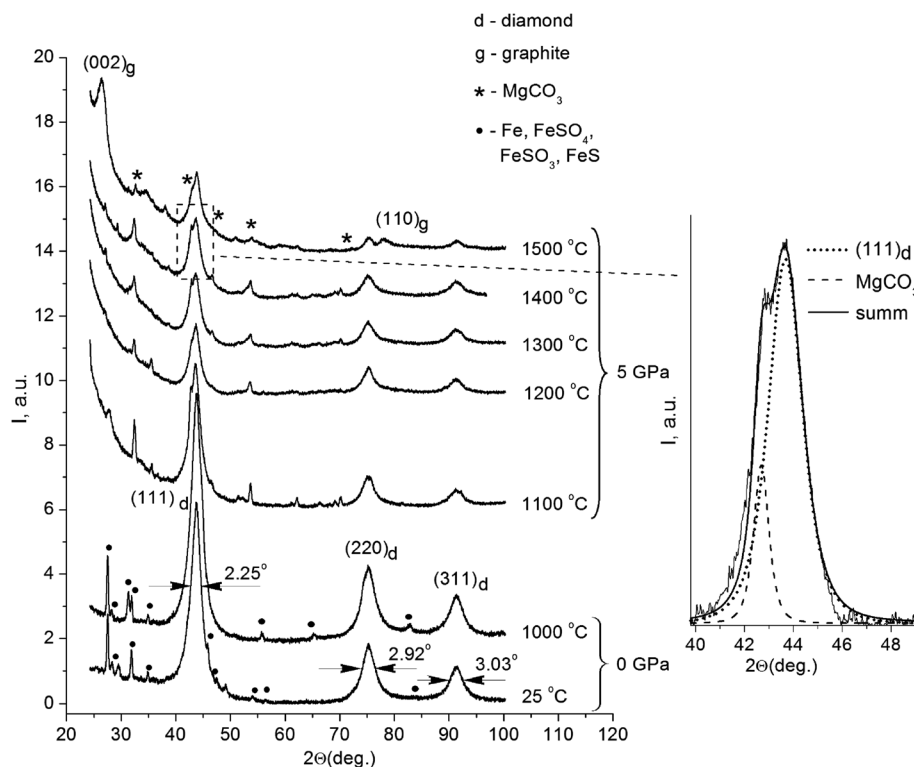 d - diamond
g - graphite
* - MgCO₃
• - Fe, FeSO₄,
FeSO₃, FeS
I, a.u.
20
18
16
14
12
10
8
6
4
2
0
(002)g
*
*
*
*
*
(110)g
1500 °C
1400 °C
1300 °C
1200 °C
1100 °C
5 GPa
(111)d
(220)d
(311)d
2.25°
2.92°
3.03°
1000 °C
25 °C
0 GPa
20 30 40 50 60 70 80 90 100 110 120
2Θ(deg.)
(111)d
MgCO₃
summ
I, a.u.
40 42 44 46 48
2Θ(deg.)